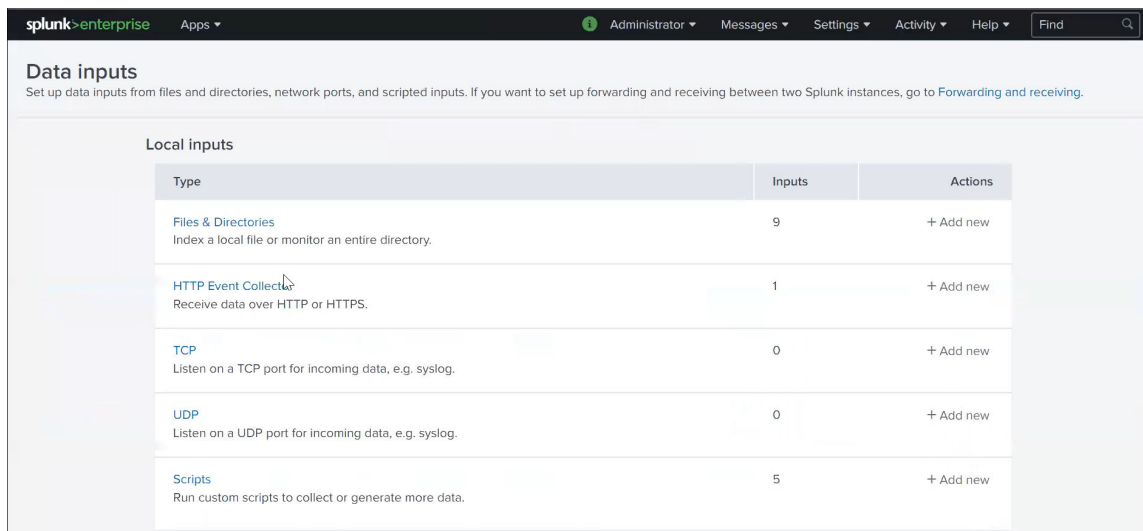 splunk>enterprise Apps ▾ i Administrator ▾ Messages ▾ Settings ▾ Activity ▾ Help ▾ Find
Data inputs
Set up data inputs from files and directories, network ports, and scripted inputs. If you want to set up forwarding and receiving between two Splunk instances, go to Forwarding and receiving.
Local inputs
Type Inputs Actions
Files & Directories 9 + Add new
Index a local file or monitor an entire directory.
HTTP Event Collector 1 + Add new
Receive data over HTTP or HTTPS.
TCP 0 + Add new
Listen on a TCP port for incoming data, e.g. syslog.
UDP 0 + Add new
Listen on a UDP port for incoming data, e.g. syslog.
Scripts 5 + Add new
Run custom scripts to collect or generate more data.